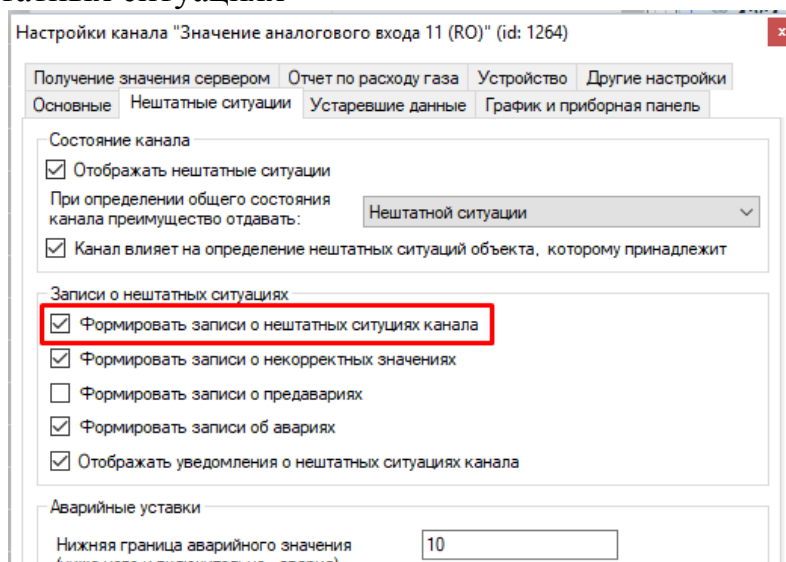 Настройки канала "Значение аналогового входа 11 (RO)" (id: 1264)
x
Получение значения сервером Отчет по расходу газа Устройство Другие настройки
Основные Нештатные ситуации Устаревшие данные График и приборная панель
Состояние канала
Отображать нештатные ситуации
При определении общего состояния
канала преимущество отдавать:
Нештатной ситуации
Канал влияет на определение нештатных ситуаций объекта, которому принадлежит
Записи о нештатных ситуациях
Формировать записи о нештатных ситуциях канала
Формировать записи о некорректных значениях
Формировать записи о предавариях
Формировать записи об авариях
Отображать уведомления о нештатных ситуациях канала
Аварийные уставки
Нижняя граница аварийного значения
10